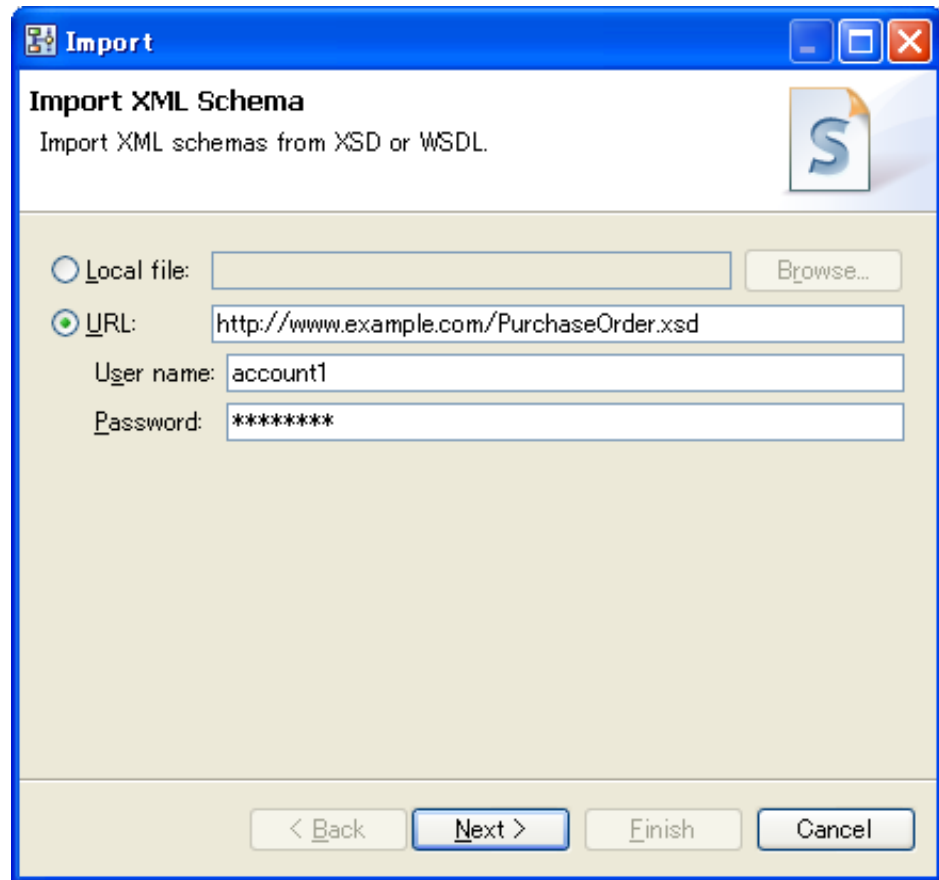 Import
Import XML Schema
Import XML schemas from XSD or WSDL.
S
Local file:
Browse...
URL:
http://www.example.com/PurchaseOrder.xsd
User name:
account1
Password:
********
< Back
Next >
Finish
Cancel